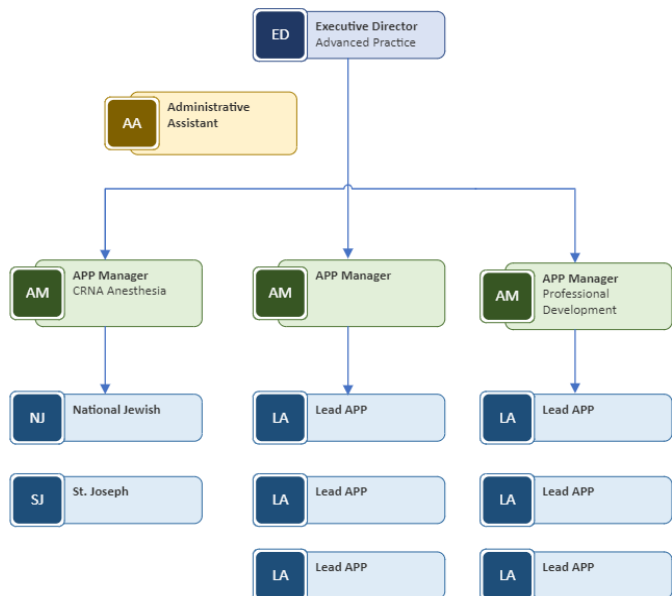 ED
Executive Director
Advanced Practice
AA
Administrative
Assistant
AM
APP Manager
CRNA Anesthesia
AM
APP Manager
AM
APP Manager
Professional
Development
NJ
National Jewish
LA
Lead APP
LA
Lead APP
SJ
St. Joseph
LA
Lead APP
LA
Lead APP
LA
Lead APP
LA
Lead APP